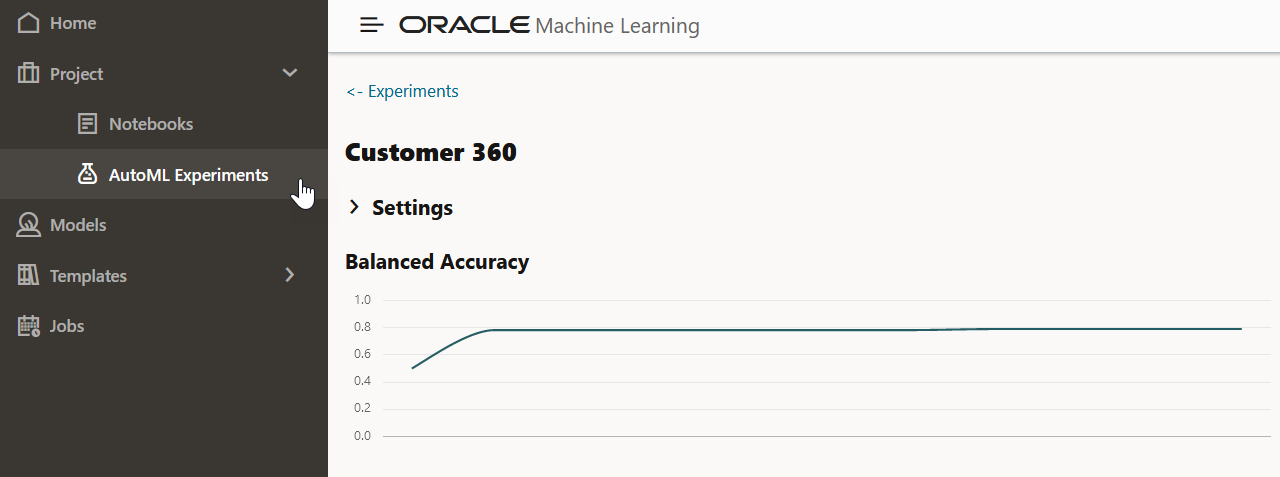 Home
Project
Notebooks
AutoML Experiments
Models
Templates
Jobs
ORACLE Machine Learning
<- Experiments
Customer 360
Settings
Balanced Accuracy
1.0
0.8
0.6
0.4
0.2
0.0